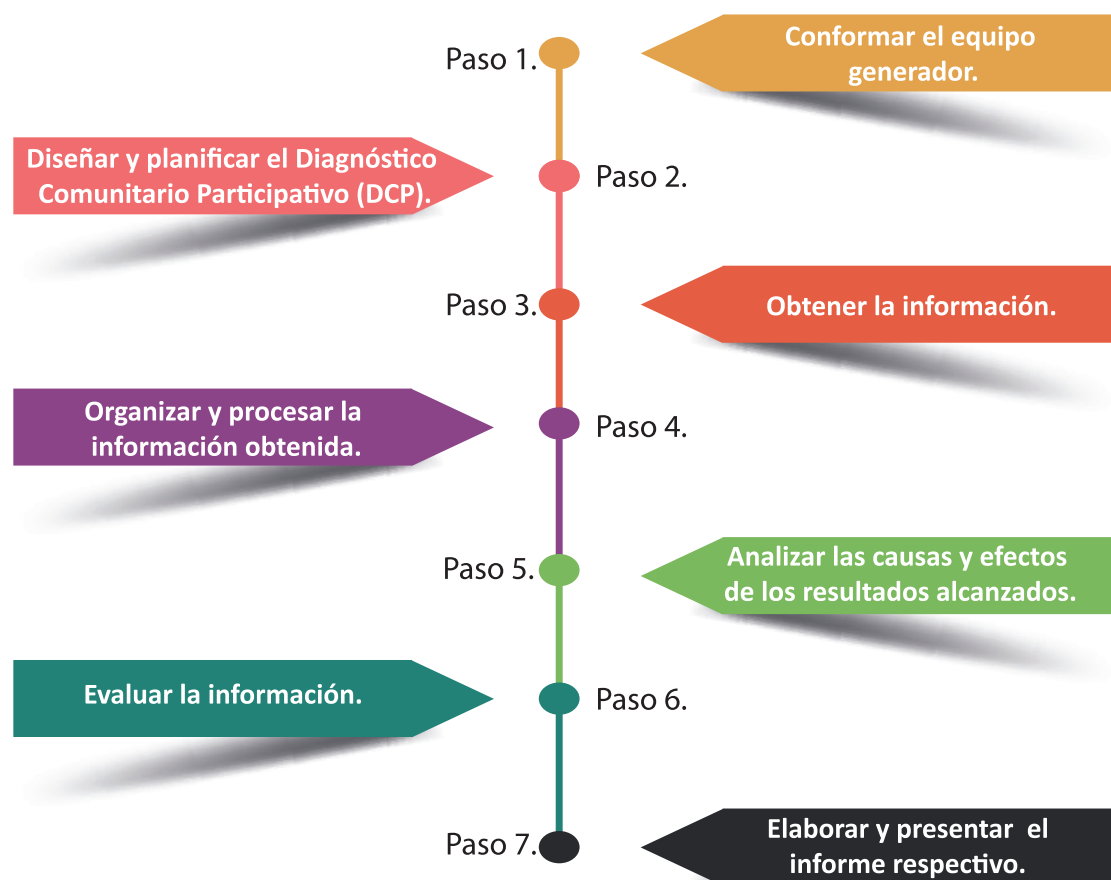 Paso 1.
Conformar el equipo
generador.
Diseñar y planificar el Diagnóstico
Comunitario Participativo (DCP).
Paso 2.
Paso 3.
Obtener la información.
Organizar y procesar la
información obtenida.
Paso 4.
Paso 5.
Analizar las causas y efectos
de los resultados alcanzados.
Evaluar la información.
Paso 6.
Paso 7.
Elaborar y presentar el
informe respectivo.